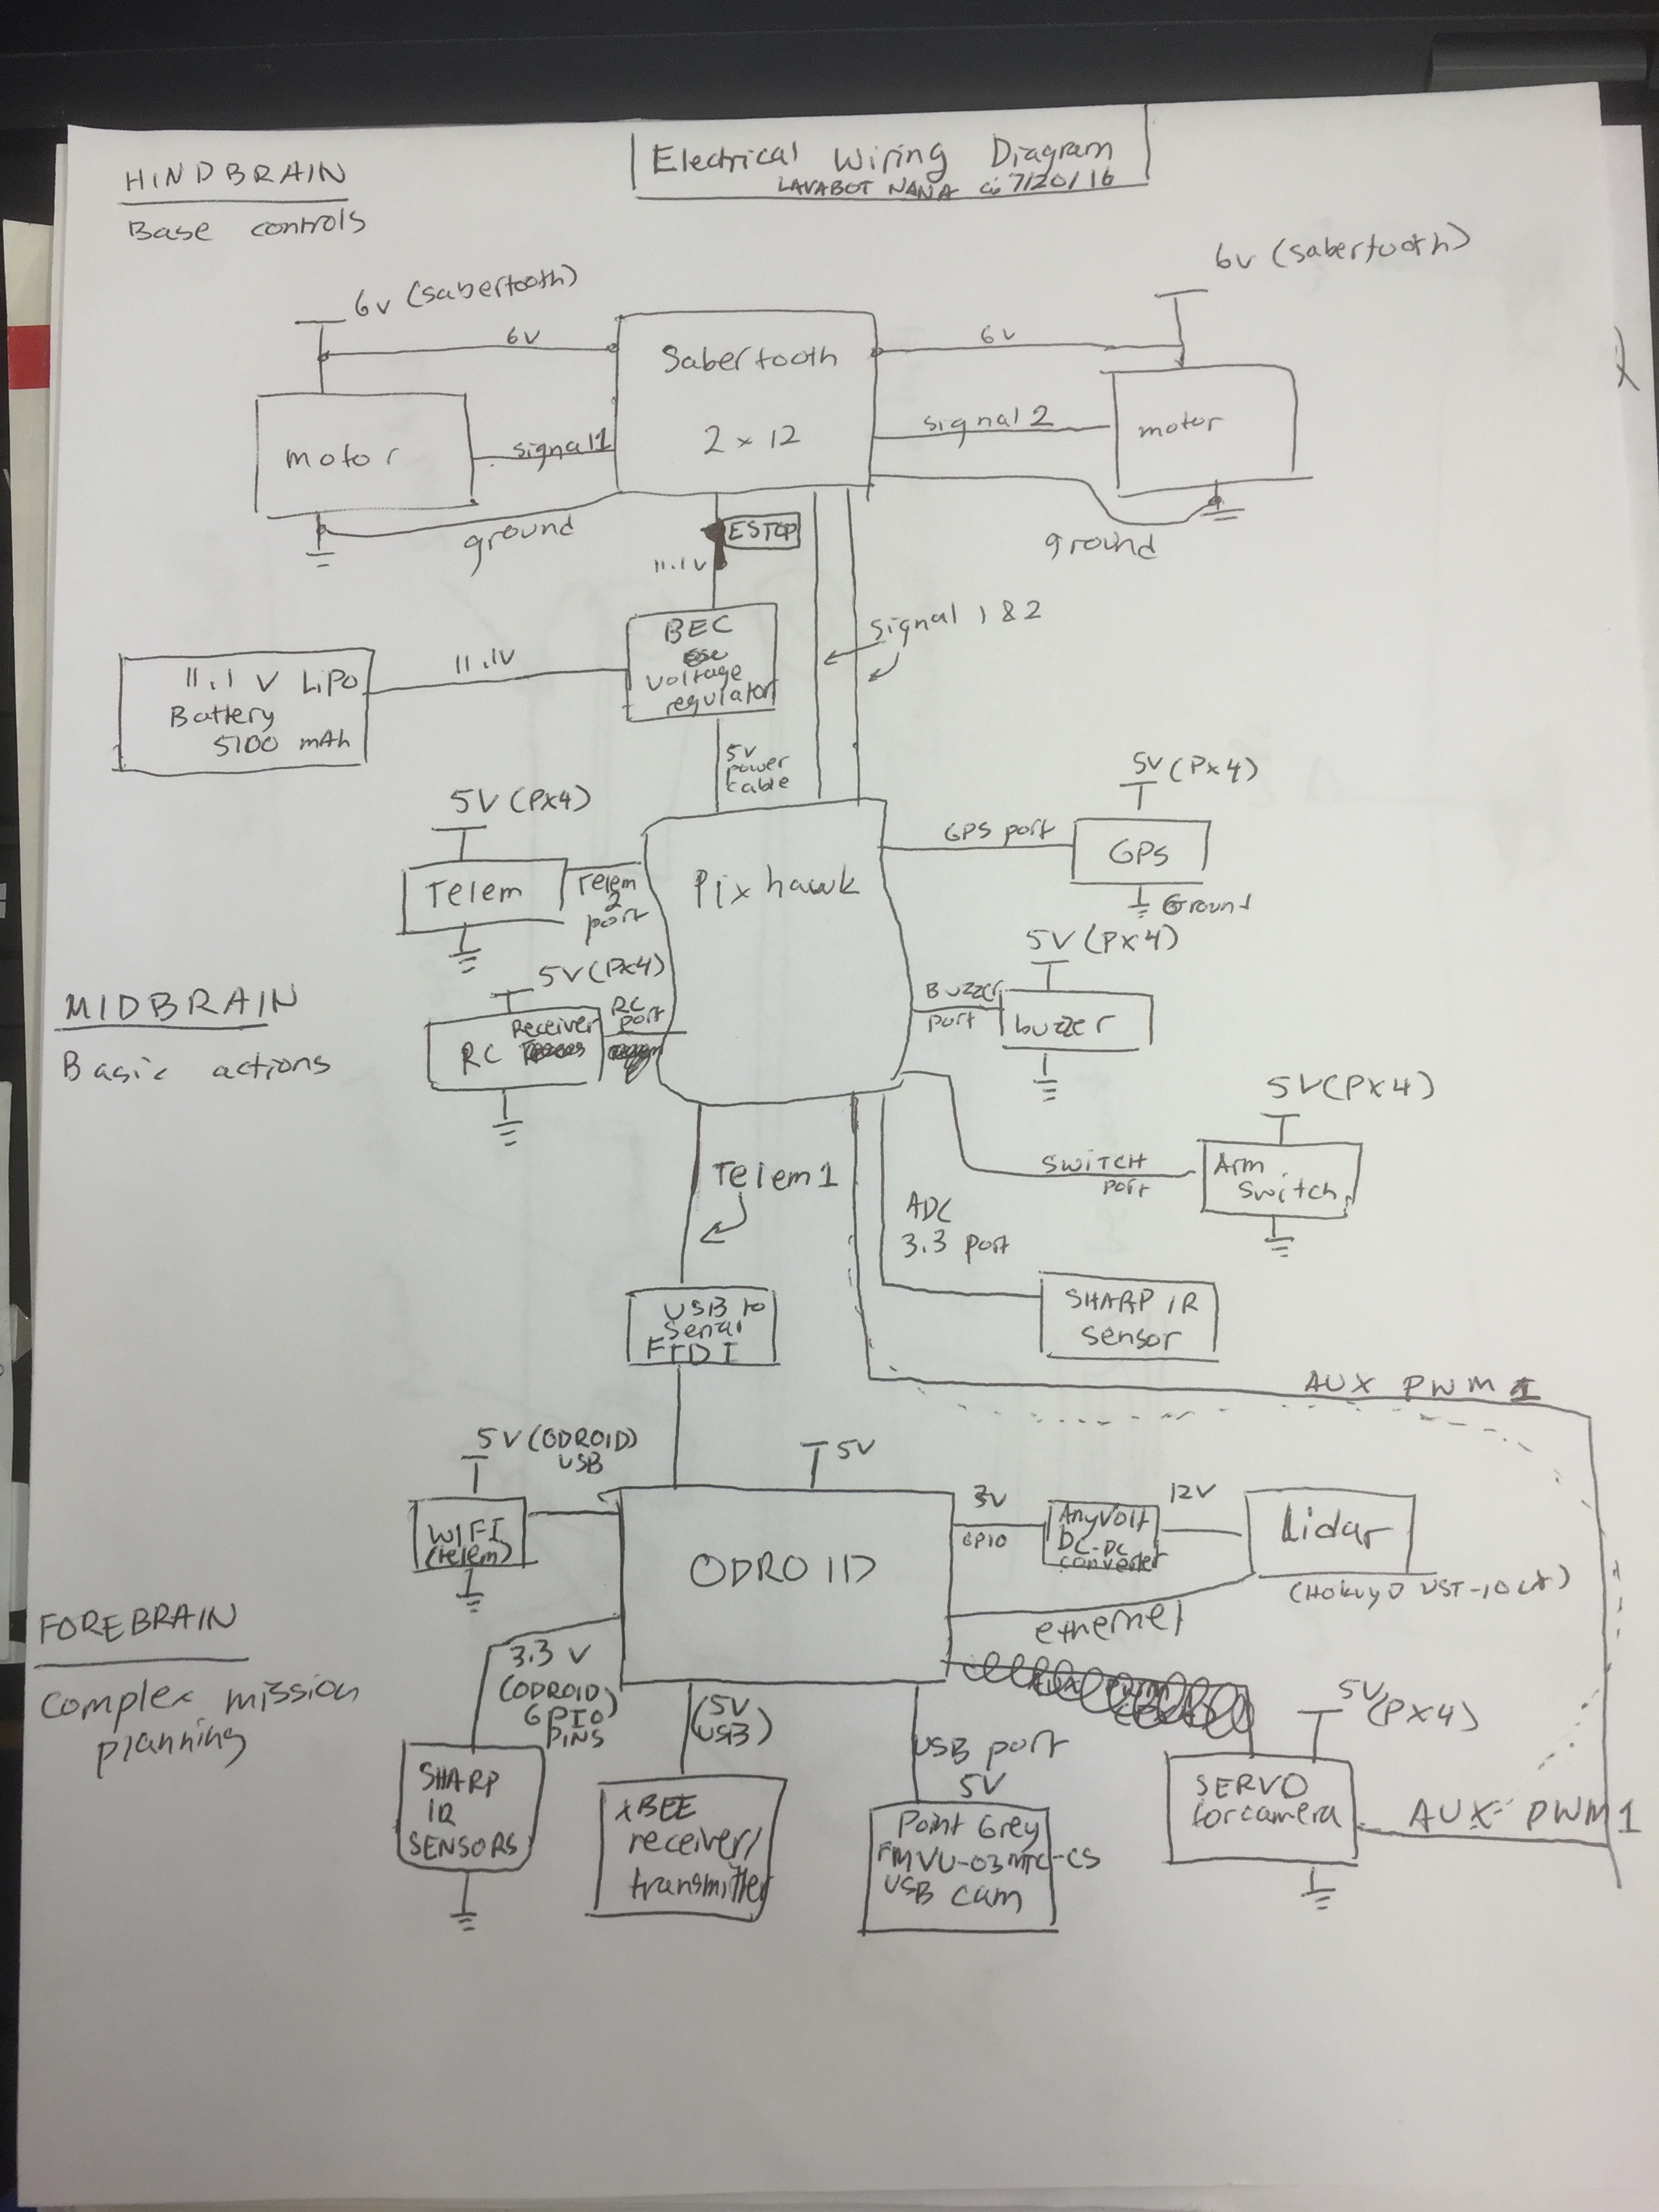 Electrical Wiring Diagram
LAVABOT NANA 7/20/16
HINDBRAIN
Base controls
6v (sabertooth)
6v (sabertooth)
6v
6v
Sabertooth
2 x 12
motor
signal1
signal 2
motor
ground
ground
ESTOP
11.1V
signal 1 & 2
BEC
voltage
regulator
11.1V
11.1 V LiPo
Battery
5100 mAh
5V
power
cable
5V (PX4)
5V (PX4)
Telem
Telem
2
port
Pixhawk
GPS port
GPS
Ground
5V (PX4)
5V (PX4)
MIDBRAIN
Basic actions
Receiver
RC
RC
port
Buzzer
port
buzzer
5V (PX4)
SWITCH
port
Arm
Switch
Telem1
ADC
3.3 port
SHARP IR
sensor
USB to
Serial
FTDI
AUX PWM 1
5V (ODROID)
USB
5V
WIFI
(telem)
ODROID
3V
GPIO
AnyVolt
DC-DC
converter
12V
Lidar
(HOKUYO UST-10LX)
ethernet
FOREBRAIN
Complex mission
planning
3.3 V
(ODROID
GPIO
PINS
SHARP
IR
SENSORS
(5V
USB)
XBEE
receiver/
transmitter
USB port
5V
Point Grey
FMVU-03MTC-CS
USB cam
5V (PX4)
SERVO
for camera
AUX PWM1